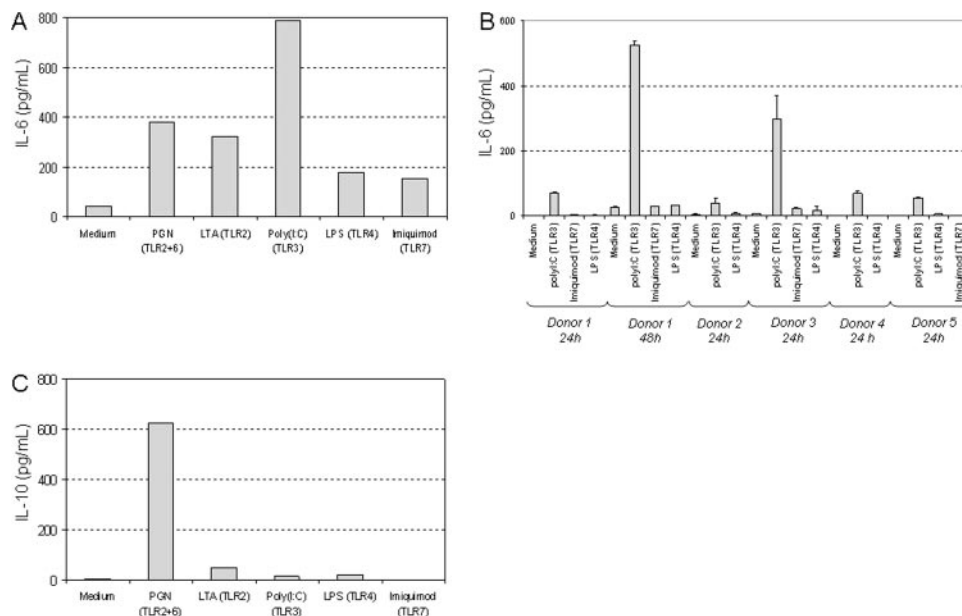 A
IL-6 (pg/mL)
800
600
400
200
0
Medium
PGN
(TLR2+6)
LTA (TLR2)
Poly(I:C)
(TLR3)
LPS (TLR4)
Imiquimod
(TLR7)
B
IL-6 (pg/mL)
600
400
200
0
Medium
polyI:C (TLR3)
Imiquimod (TLR7)
LPS (TLR4)
Medium
polyI:C (TLR3)
Imiquimod (TLR7)
LPS (TLR4)
Medium
polyI:C (TLR3)
LPS (TLR4)
Medium
polyI:C (TLR3)
Imiquimod (TLR7)
LPS (TLR4)
Medium
polyI:C (TLR3)
LPS (TLR4)
Medium
polyI:C (TLR3)
LPS (TLR4)
Imiquimod (TLR7)
Donor 1
24h
Donor 1
48h
Donor 2
24h
Donor 3
24h
Donor 4
24 h
Donor 5
24h
C
IL-10 (pg/mL)
800
600
400
200
0
Medium
PGN
(TLR2+6)
LTA (TLR2)
Poly(I:C)
(TLR3)
LPS (TLR4)
Imiquimod
(TLR7)